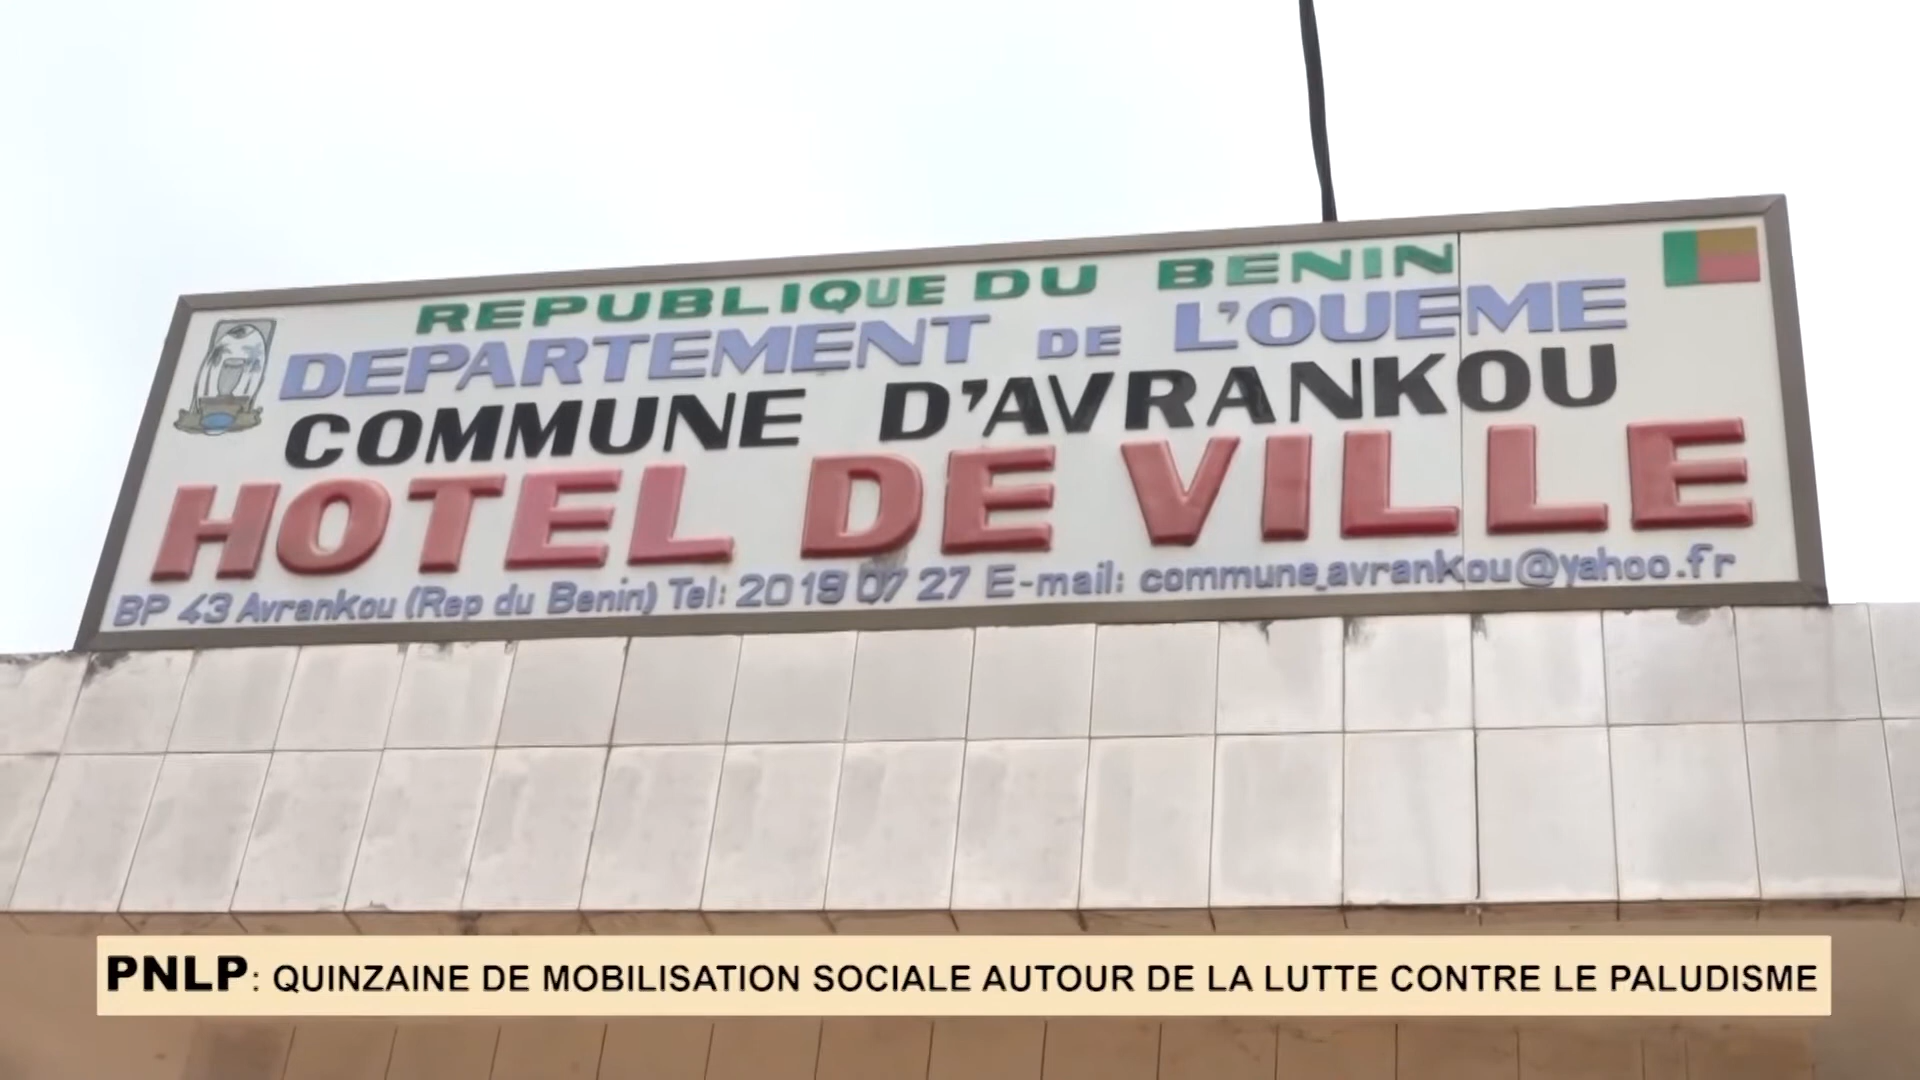 REPUBLIQUE DU BENIN
DEPARTEMENT DE L'OUEME
COMMUNE D'AVRANKOU
HOTEL DE VILLE
BP 43 Avrankou (Rep du Benin) Tel: 20 19 07 27 E-mail: commune_avrankou@yahoo.fr
PNLP: QUINZAINE DE MOBILISATION SOCIALE AUTOUR DE LA LUTTE CONTRE LE PALUDISME